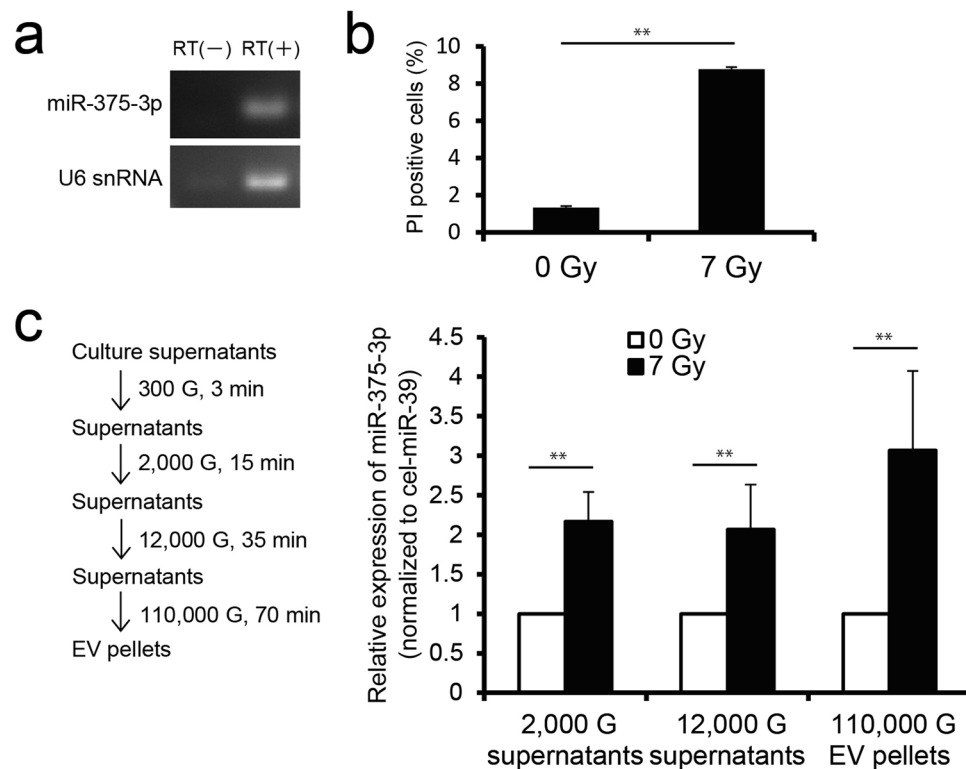 a
RT(−) RT(+)
miR-375-3p
U6 snRNA
b
PI positive cells (%)
10
8
6
4
2
0
**
0 Gy
7 Gy
c
Culture supernatants
300 G, 3 min
Supernatants
2,000 G, 15 min
Supernatants
12,000 G, 35 min
Supernatants
110,000 G, 70 min
EV pellets
Relative expression of miR-375-3p
(normalized to cel-miR-39)
4.5
4
3.5
3
2.5
2
1.5
1
0.5
0
0 Gy
7 Gy
**
**
**
2,000 G
supernatants
12,000 G
supernatants
110,000 G
EV pellets